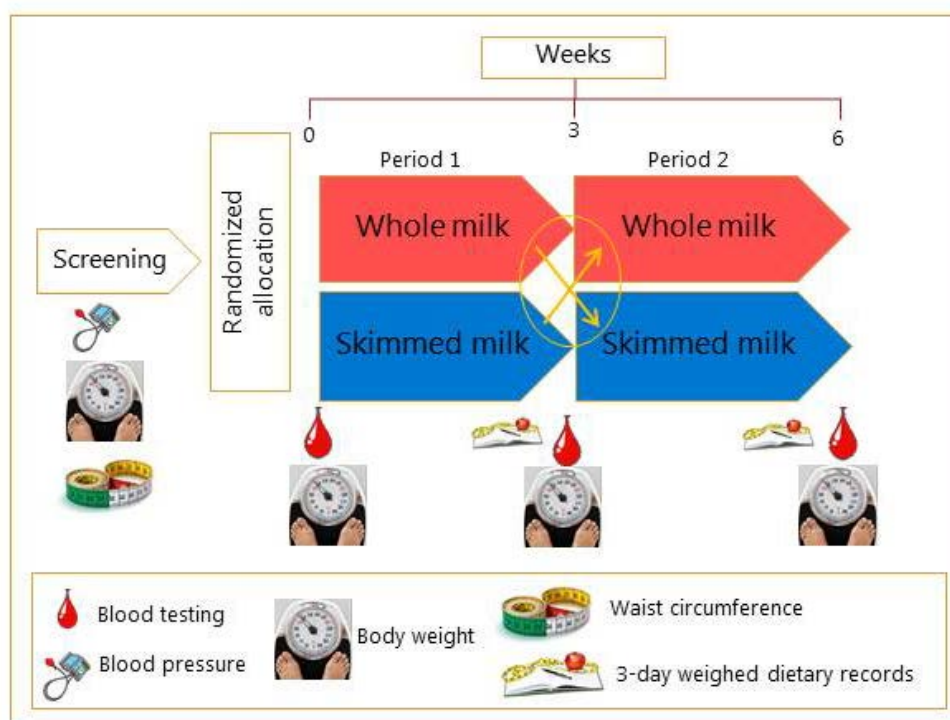 Weeks
0
3
6
Period 1
Period 2
Screening
Randomized
allocation
Whole milk
Whole milk
Skimmed milk
Skimmed milk
Blood testing
Blood pressure
Body weight
Waist circumference
3-day weighed dietary records